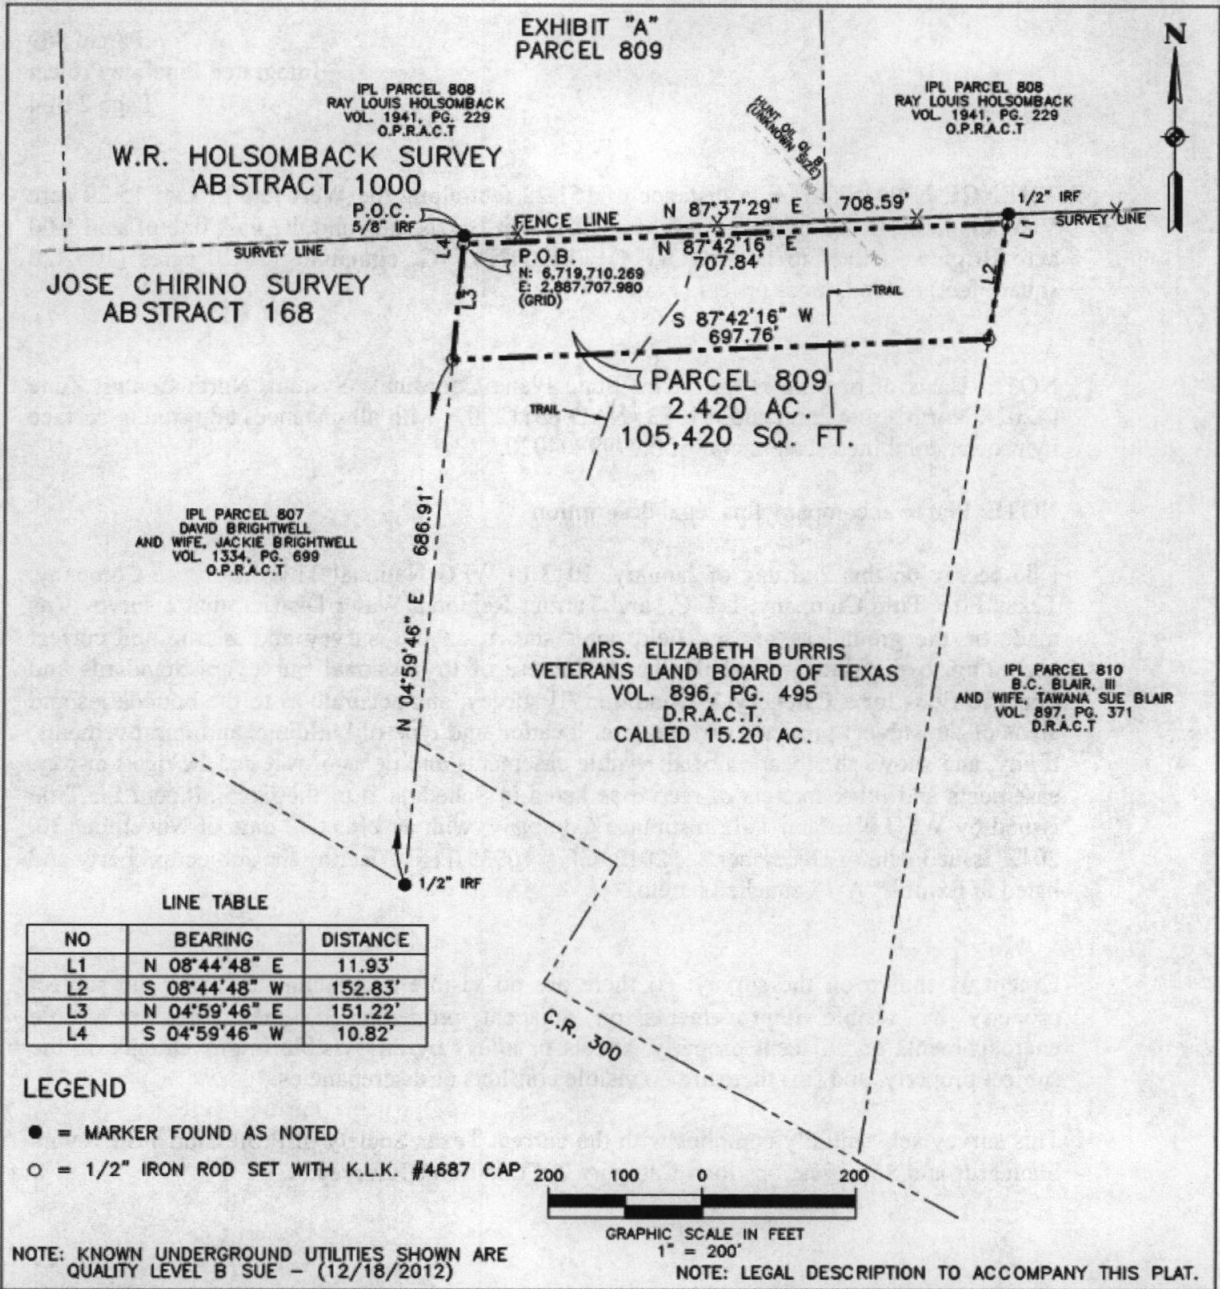 EXHIBIT "A"
PARCEL 809
N
IPL PARCEL 808
RAY LOUIS HOLSOMBACK
VOL. 1941, PG. 229
O.P.R.A.C.T
HUNT OIL QL B
(UNKNOWN SIZE)
IPL PARCEL 808
RAY LOUIS HOLSOMBACK
VOL. 1941, PG. 229
O.P.R.A.C.T
W.R. HOLSOMBACK SURVEY
ABSTRACT 1000
P.O.C.
5/8" IRF
FENCE LINE
N 87°37'29" E 708.59'
1/2" IRF
SURVEY LINE
SURVEY LINE
L4
L1
N 87°42'16" E
707.84'
P.O.B.
N: 6,719,710.269
E: 2,887,707.980
(GRID)
JOSE CHIRINO SURVEY
ABSTRACT 168
L3
L2
TRAIL
S 87°42'16" W
697.76'
PARCEL 809
2.420 AC.
105,420 SQ. FT.
TRAIL
N 04°59'46" E 686.91'
IPL PARCEL 807
DAVID BRIGHTWELL
AND WIFE, JACKIE BRIGHTWELL
VOL. 1334, PG. 699
O.P.R.A.C.T
MRS. ELIZABETH BURRIS
VETERANS LAND BOARD OF TEXAS
VOL. 896, PG. 495
D.R.A.C.T.
CALLED 15.20 AC.
IPL PARCEL 810
B.C. BLAIR, III
AND WIFE, TAWANA SUE BLAIR
VOL. 897, PG. 371
D.R.A.C.T
1/2" IRF
LINE TABLE
NO BEARING DISTANCE
L1 N 08°44'48" E 11.93'
L2 S 08°44'48" W 152.83'
L3 N 04°59'46" E 151.22'
L4 S 04°59'46" W 10.82'
C.R. 300
LEGEND
● = MARKER FOUND AS NOTED
○ = 1/2" IRON ROD SET WITH K.L.K. #4687 CAP.
200 100 0 200
GRAPHIC SCALE IN FEET
1" = 200'
NOTE: KNOWN UNDERGROUND UTILITIES SHOWN ARE
QUALITY LEVEL B SUE - (12/18/2012)
NOTE: LEGAL DESCRIPTION TO ACCOMPANY THIS PLAT.